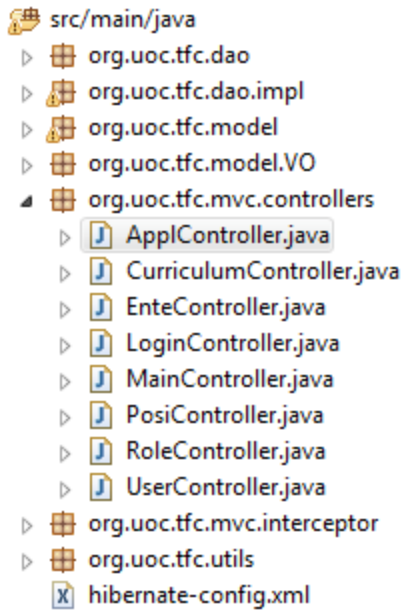 src/main/java
org.uoc.tfc.dao
org.uoc.tfc.dao.impl
org.uoc.tfc.model
org.uoc.tfc.model.VO
org.uoc.tfc.mvc.controllers
ApplController.java
CurriculumController.java
EnteController.java
LoginController.java
MainController.java
PosiController.java
RoleController.java
UserController.java
org.uoc.tfc.mvc.interceptor
org.uoc.tfc.utils
hibernate-config.xml